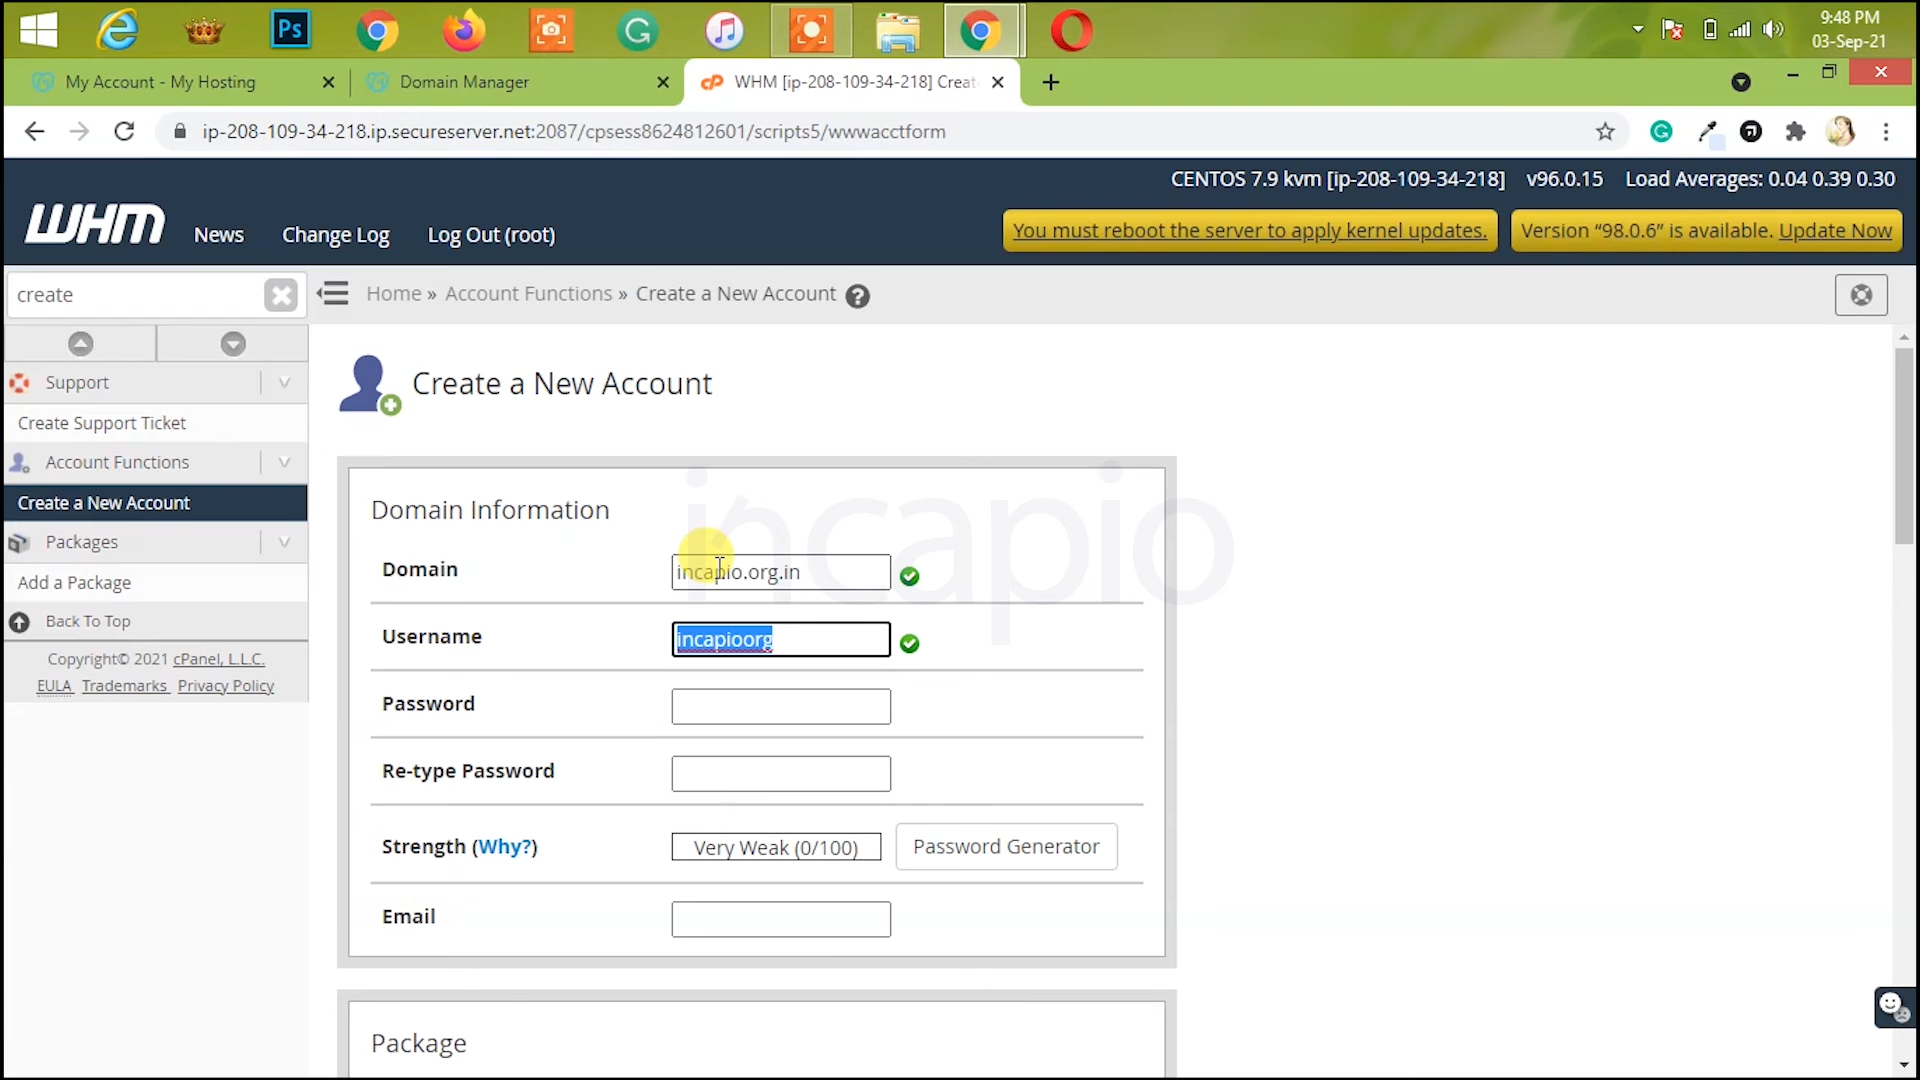 Ps
9:48 PM
03-Sep-21
My Account - My Hosting
Domain Manager
cP
WHM [ip-208-109-34-218] Creat
ip-208-109-34-218.ip.secureserver.net:2087/cpsess8624812601/scripts5/wwwacctform
CENTOS 7.9 kvm [ip-208-109-34-218] v96.0.15 Load Averages: 0.04 0.39 0.30
WHM
News
Change Log
Log Out (root)
You must reboot the server to apply kernel updates.
Version “98.0.6” is available. Update Now
create
Home » Account Functions » Create a New Account
Support
Create Support Ticket
Account Functions
Create a New Account
Packages
Add a Package
Back To Top
Copyright© 2021 cPanel, L.L.C.
EULA Trademarks Privacy Policy
Create a New Account
incapio
Domain Information
Domain
incapio.org.in
Username
incapioorg
Password
Re-type Password
Strength (Why?)
Very Weak (0/100)
Password Generator
Email
Package